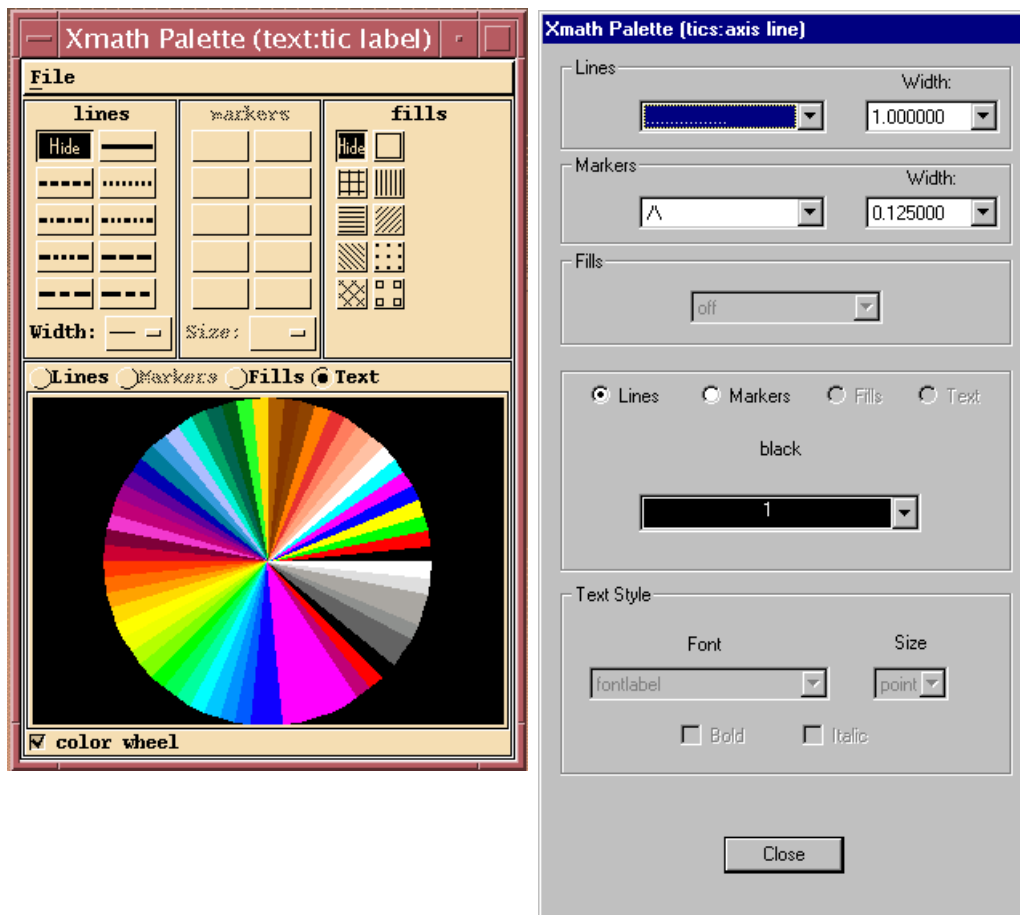 Xmath Palette (text:tic label)
File
lines
markers
fills
Hide
Hide
Width:
Size:
Lines Markers Fills Text
color wheel
Xmath Palette (tics:axis line)
Lines
Width:
1.000000
Markers
Width:
/\
0.125000
Fills
off
Lines Markers Fills Text
black
1
Text Style
Font Size
fontlabel point
Bold Italic
Close